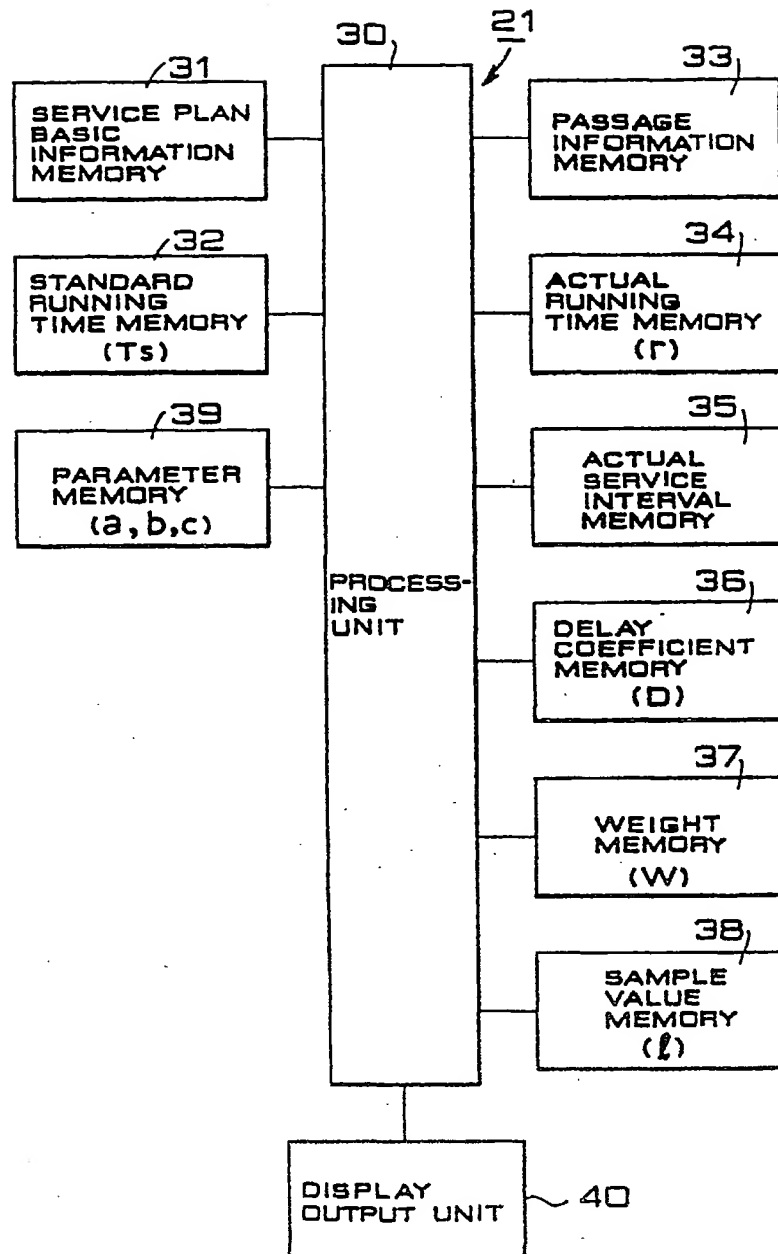 30
21
31
SERVICE PLAN
BASIC
INFORMATION
MEMORY
33
PASSAGE
INFORMATION
MEMORY
32
STANDARD
RUNNING
TIME MEMORY
(Ts)
34
ACTUAL
RUNNING
TIME MEMORY
(r)
39
PARAMETER
MEMORY
(a,b,c)
35
ACTUAL
SERVICE
INTERVAL
MEMORY
PROCESS-
ING
UNIT
36
DELAY
COEFFICIENT
MEMORY
(D)
37
WEIGHT
MEMORY
(W)
38
SAMPLE
VALUE
MEMORY
(l)
DISPLAY
OUTPUT UNIT
40